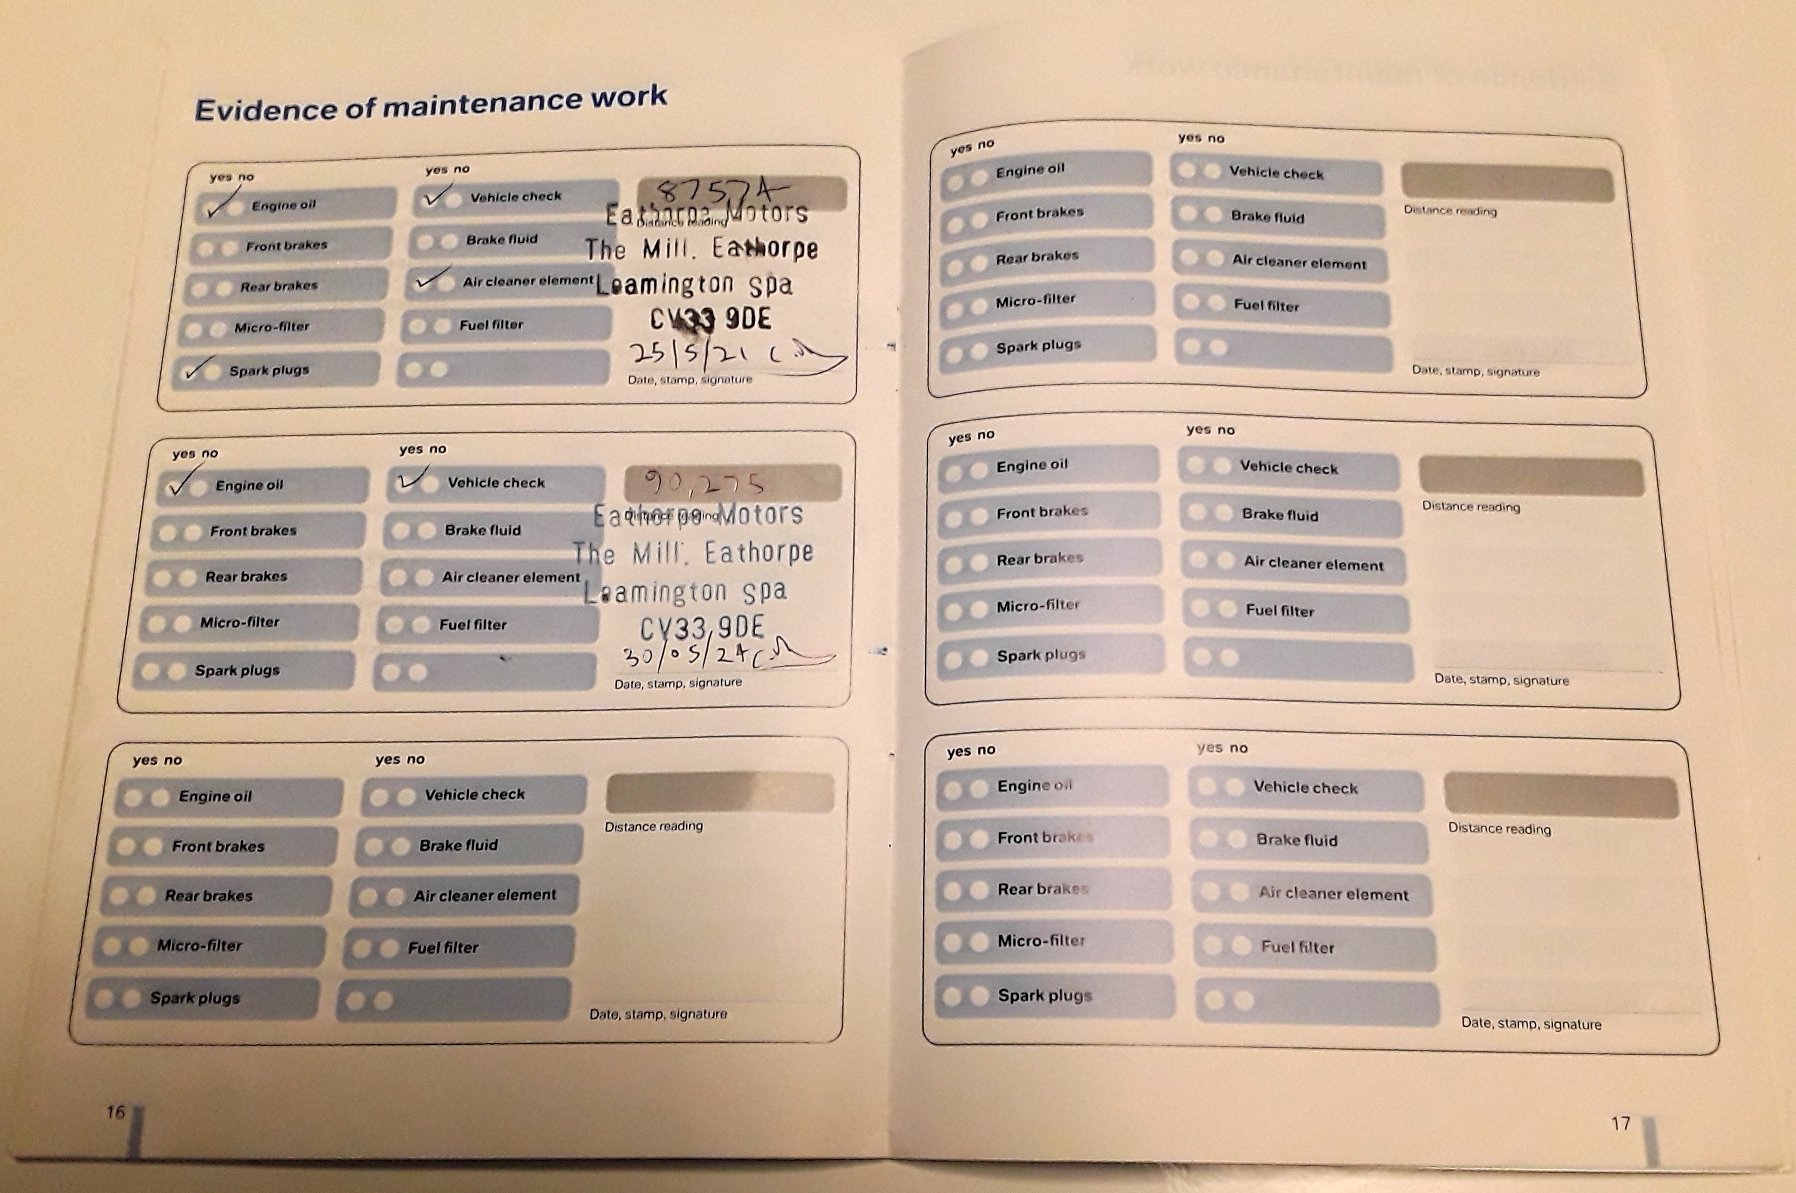 Evidence of maintenance work
yes no yes no
Engine oil Vehicle check 87574
Front brakes Brake fluid Distance reading
Rear brakes Air cleaner element
Micro-filter Fuel filter
Spark plugs
Eathorpe Motors
The Mill, Eathorpe
Leamington Spa
CV33 9DE
25/5/21
Date, stamp, signature
yes no yes no
Engine oil Vehicle check 90,275
Front brakes Brake fluid Distance reading
Rear brakes Air cleaner element
Micro-filter Fuel filter
Spark plugs
Eathorpe Motors
The Mill, Eathorpe
Leamington Spa
CV33 9DE
30/05/24
Date, stamp, signature
yes no yes no
Engine oil Vehicle check
Front brakes Brake fluid Distance reading
Rear brakes Air cleaner element
Micro-filter Fuel filter
Spark plugs
Date, stamp, signature
16
yes no yes no
Engine oil Vehicle check
Front brakes Brake fluid Distance reading
Rear brakes Air cleaner element
Micro-filter Fuel filter
Spark plugs
Date, stamp, signature
yes no yes no
Engine oil Vehicle check
Front brakes Brake fluid Distance reading
Rear brakes Air cleaner element
Micro-filter Fuel filter
Spark plugs
Date, stamp, signature
yes no yes no
Engine oil Vehicle check
Front brakes Brake fluid Distance reading
Rear brakes Air cleaner element
Micro-filter Fuel filter
Spark plugs
Date, stamp, signature
17